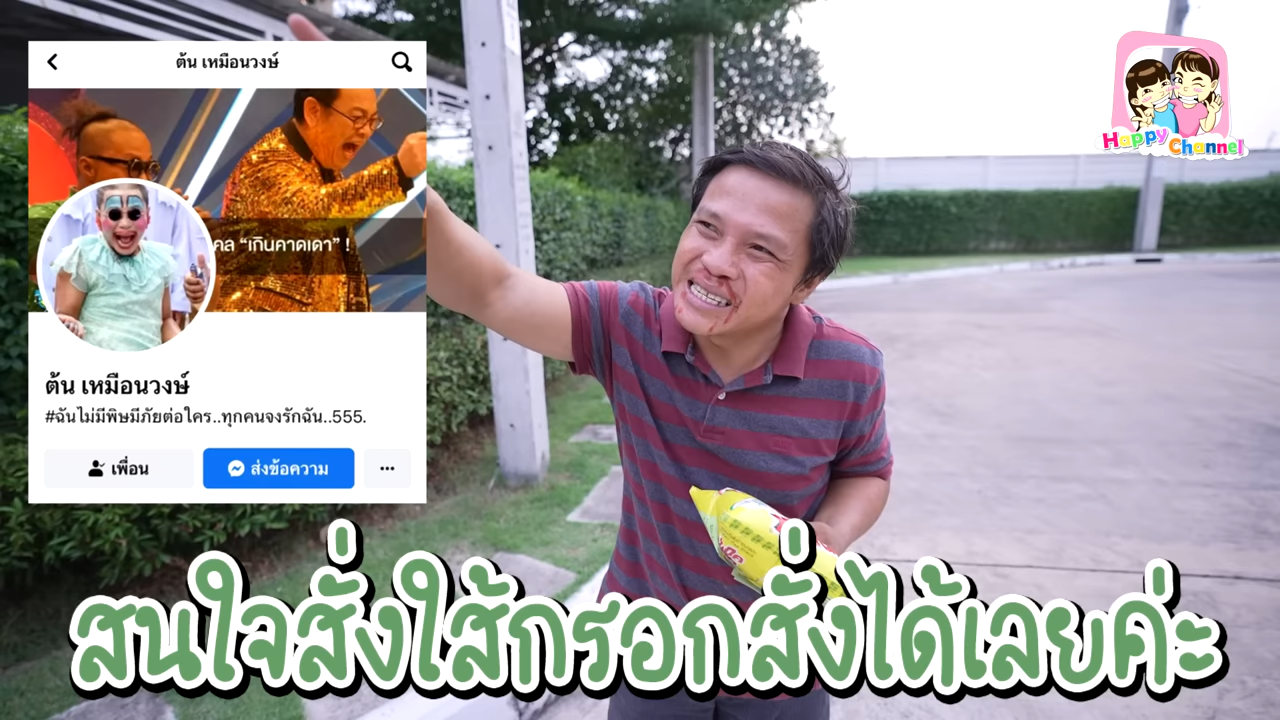 ต้น เหมือนวงษ์
คล “เกินคาดเดา” !
ต้น เหมือนวงษ์
#ฉันไม่มีพิษมีภัยต่อใคร..ทุกคนจงรักฉัน..555.
เพื่อน
ส่งข้อความ
Happy Channel
สนใจสั่งใส้กรอกสั่งได้เลยค่ะ